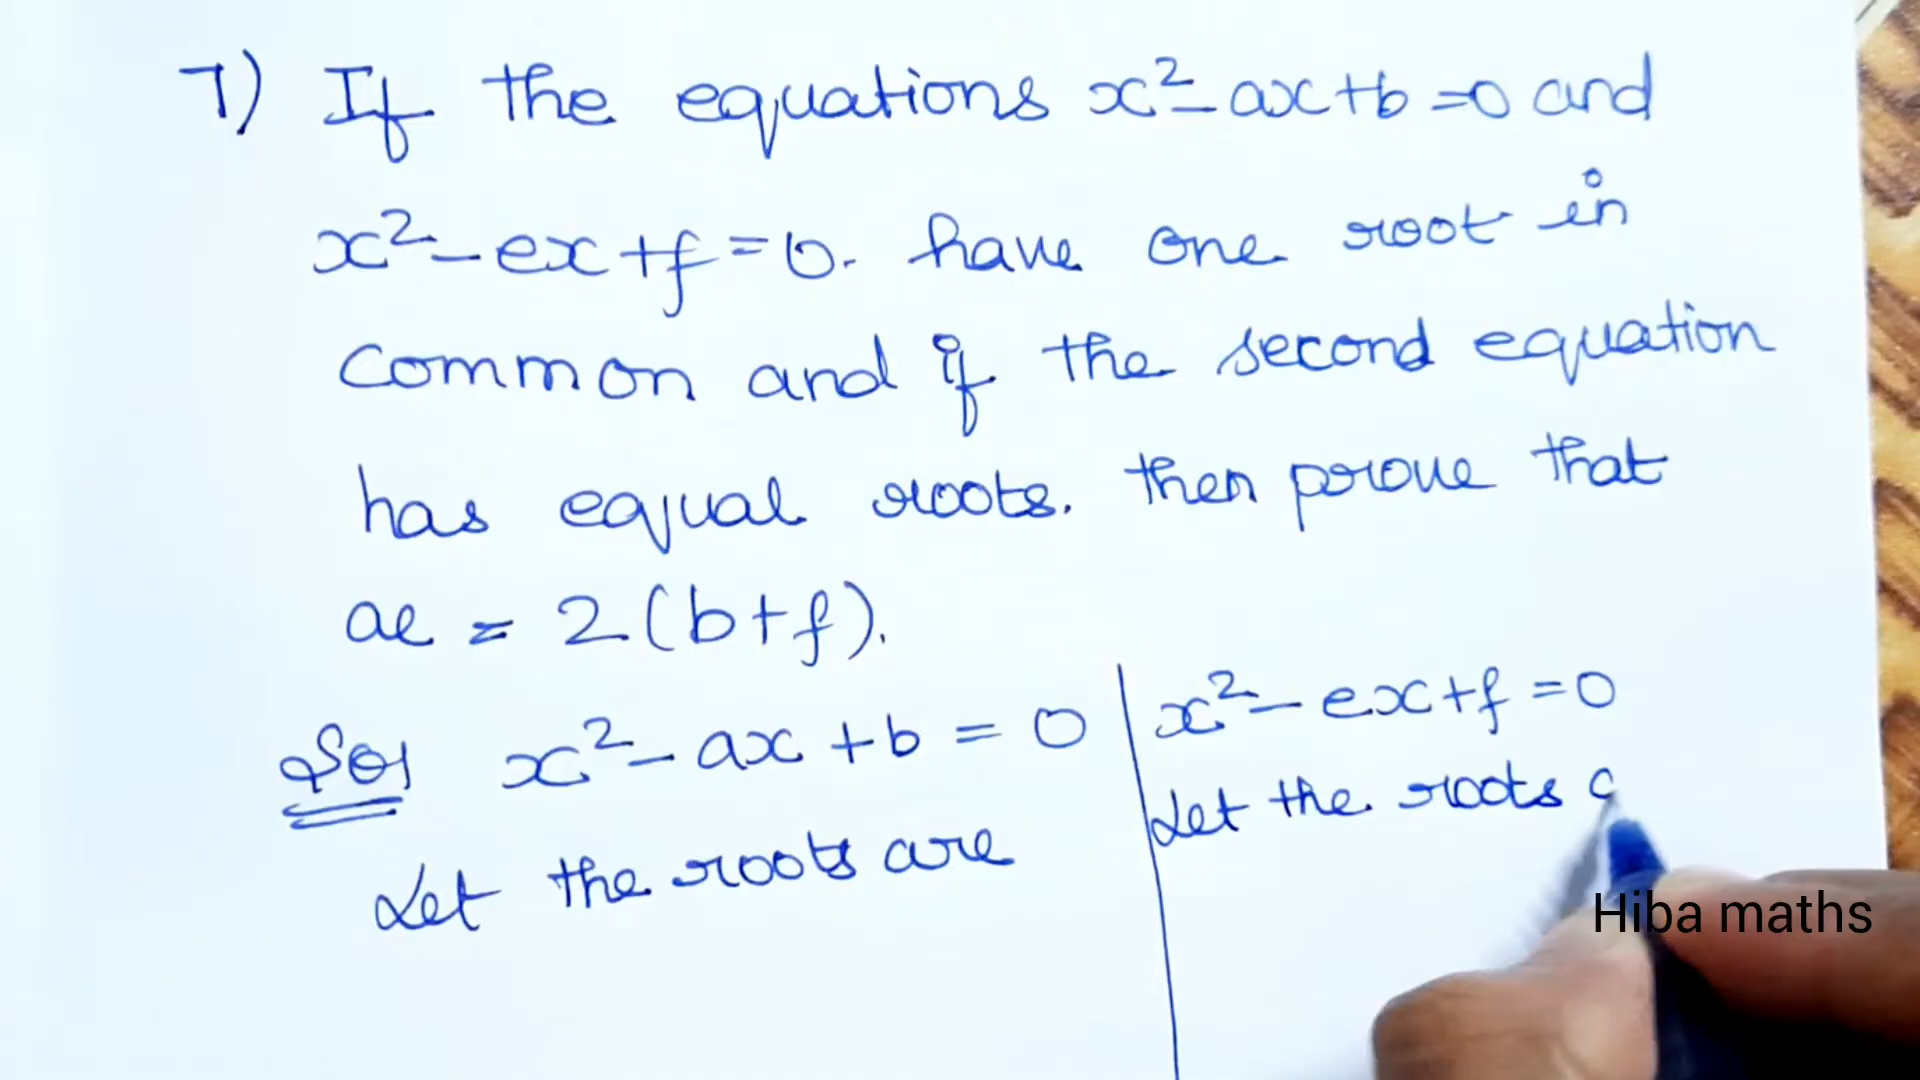 7) If the equations x²-ax+b=0 and
x²-ex+f=0. have one root in
common and if the second equation
has equal roots. then prove that
ae = 2(b+f).
Sol x²-ax+b=0
Let the roots are
x²-ex+f=0
Let the roots a
Hiba maths